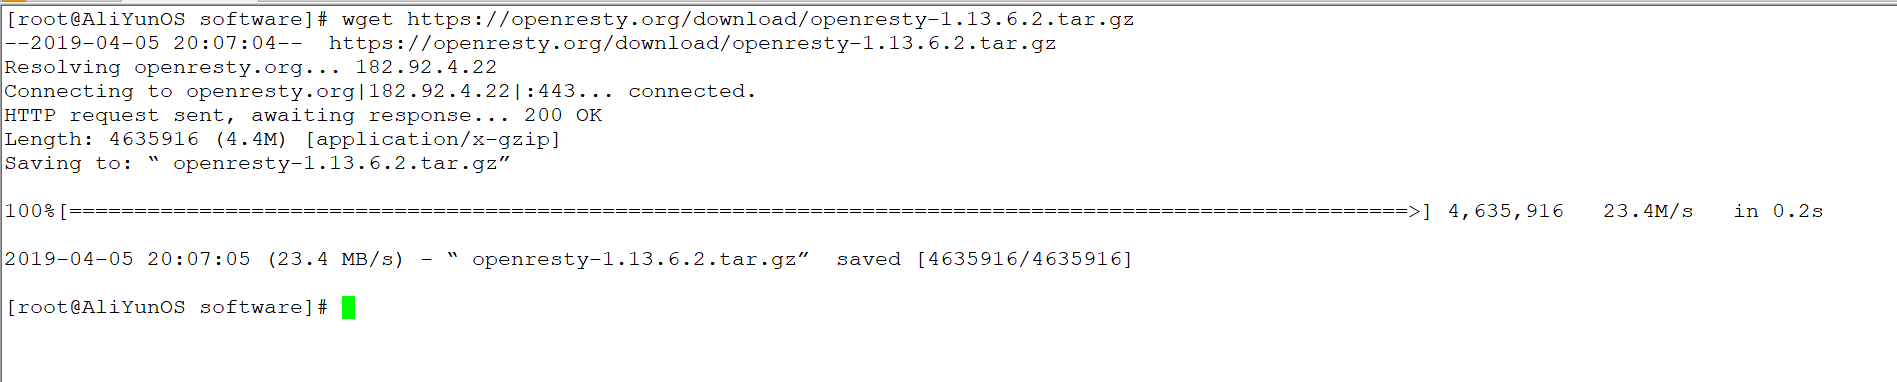 [root@AliYunOS software]# wget https://openresty.org/download/openresty-1.13.6.2.tar.gz
--2019-04-05 20:07:04--  https://openresty.org/download/openresty-1.13.6.2.tar.gz
Resolving openresty.org... 182.92.4.22
Connecting to openresty.org|182.92.4.22|:443... connected.
HTTP request sent, awaiting response... 200 OK
Length: 4635916 (4.4M) [application/x-gzip]
Saving to: “ openresty-1.13.6.2.tar.gz”
100%[=======================================================================================================>] 4,635,916   23.4M/s   in 0.2s
2019-04-05 20:07:05 (23.4 MB/s) - “ openresty-1.13.6.2.tar.gz”  saved [4635916/4635916]
[root@AliYunOS software]#